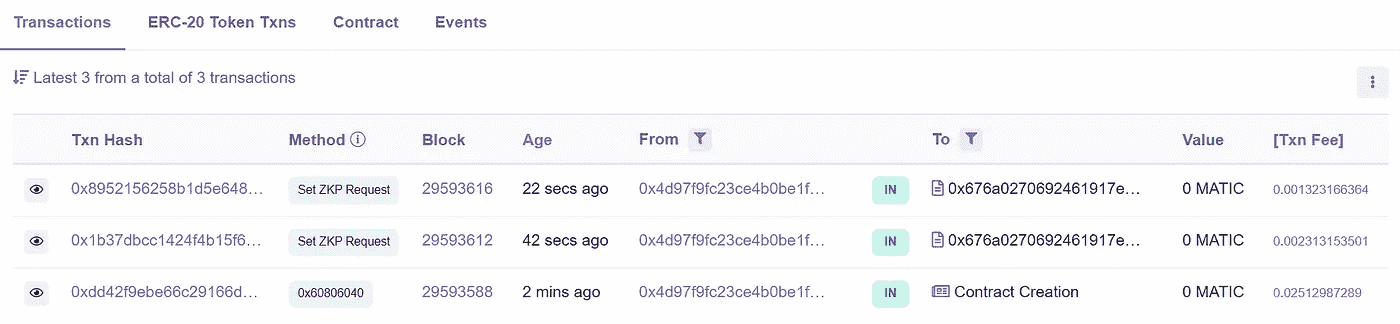 Transactions ERC-20 Token Txns Contract Events
Latest 3 from a total of 3 transactions
Txn Hash Method Block Age From To Value [Txn Fee]
0x8952156258b1d5e648... Set ZKP Request 29593616 22 secs ago 0x4d97f9fc23ce4b0be1f... IN 0x676a0270692461917e... 0 MATIC 0.001323166364
0x1b37dbcc1424f4b15f6... Set ZKP Request 29593612 42 secs ago 0x4d97f9fc23ce4b0be1f... IN 0x676a0270692461917e... 0 MATIC 0.002313153501
0xdd42f9ebe66c29166d... 0x60806040 29593588 2 mins ago 0x4d97f9fc23ce4b0be1f... IN Contract Creation 0 MATIC 0.02512987289